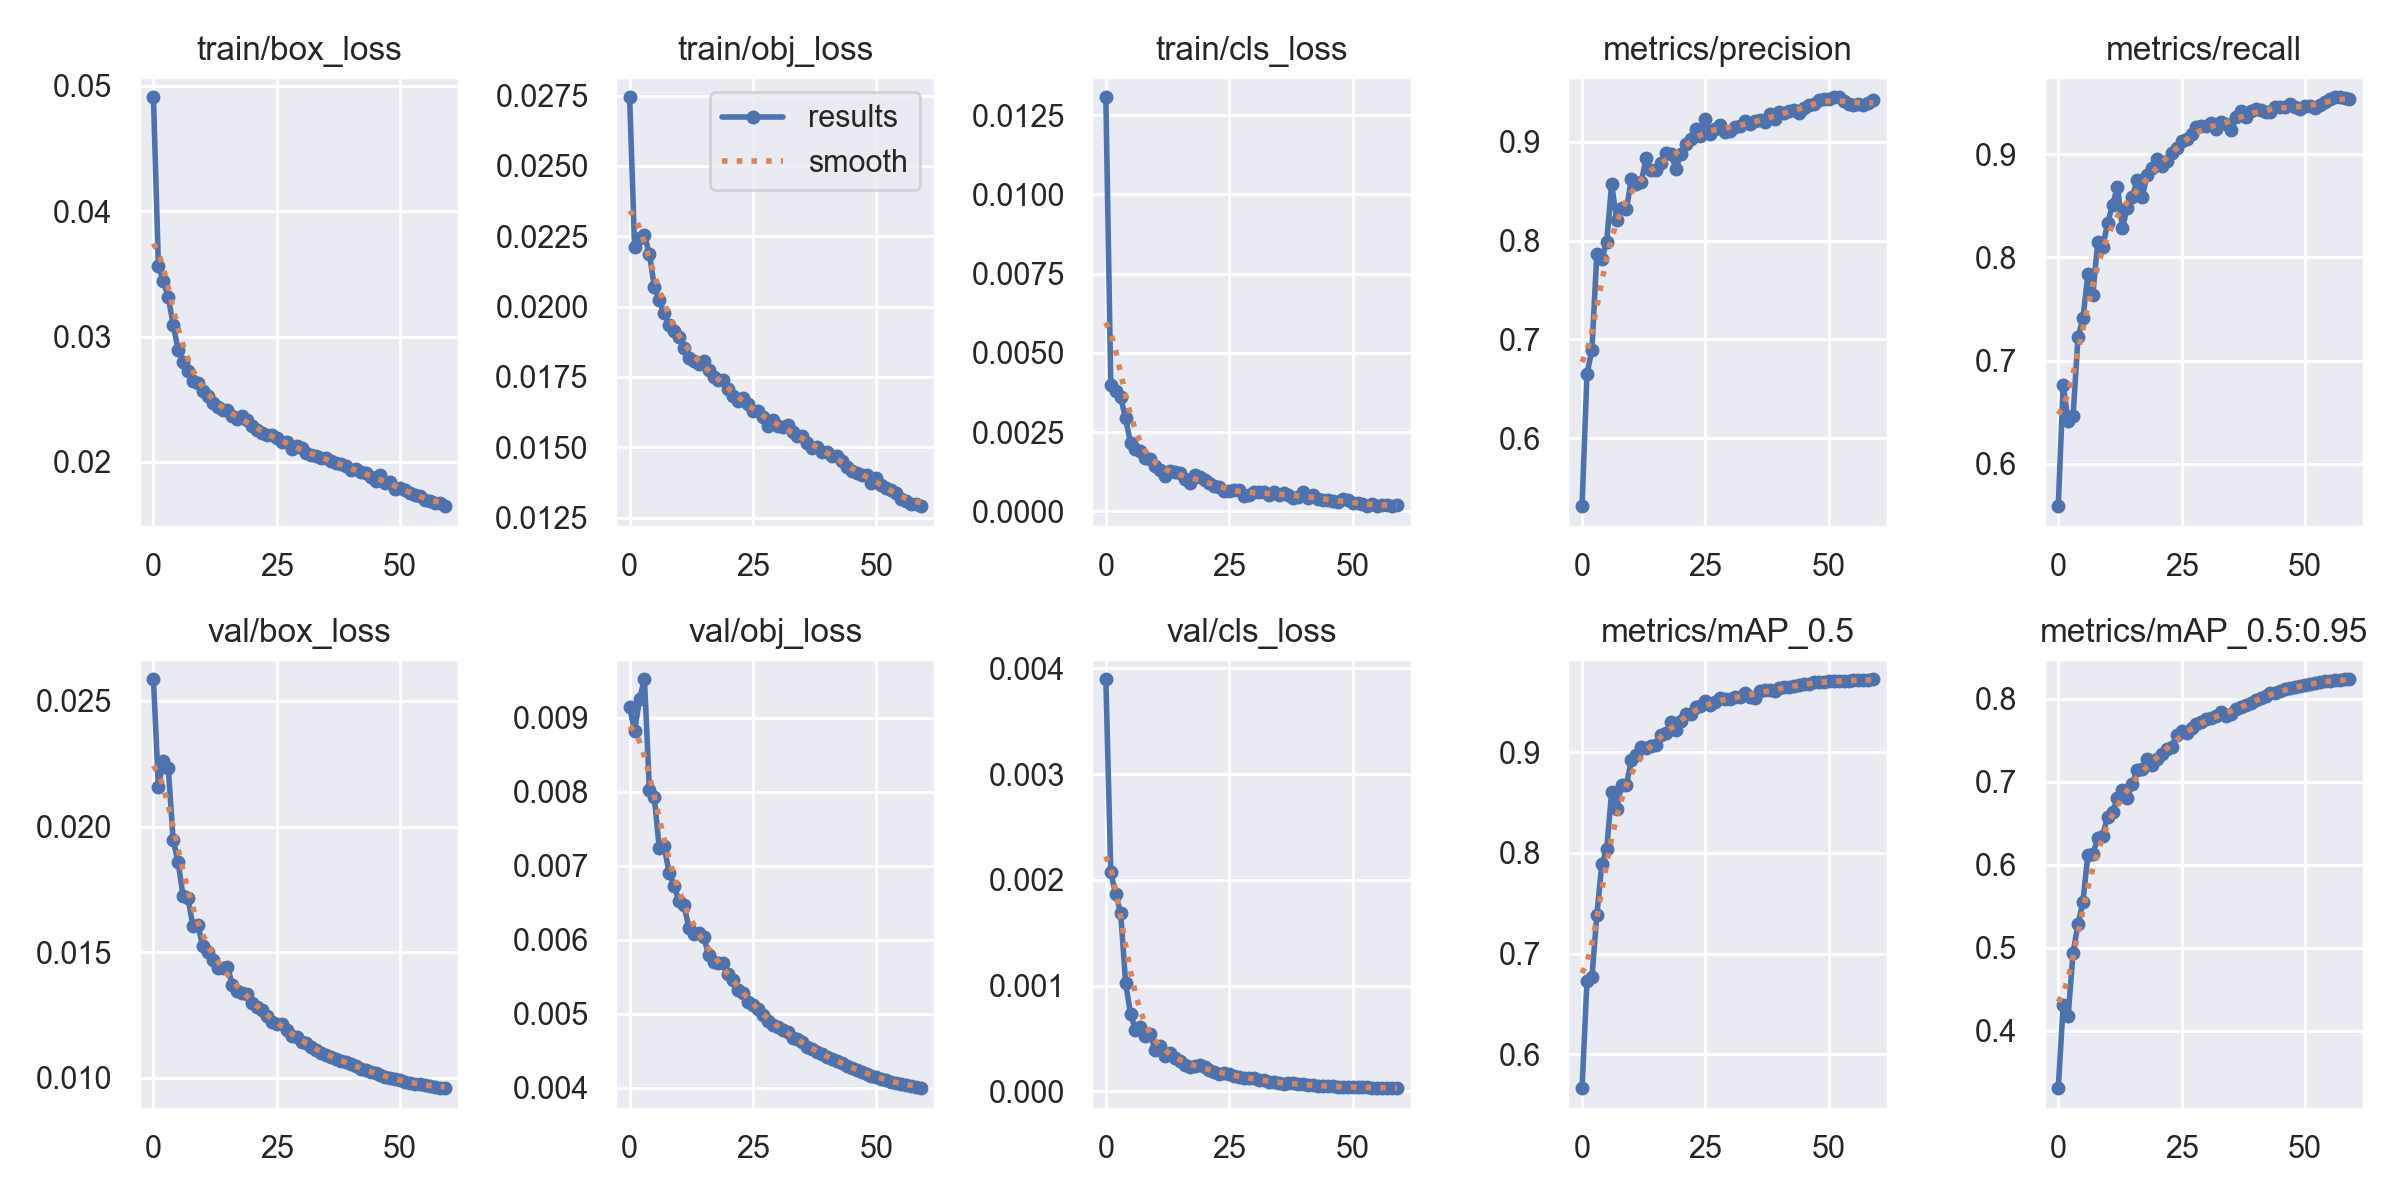 train/box_loss
0.05
0.04
0.03
0.02
0 25 50
train/obj_loss
results
smooth
0.0275
0.0250
0.0225
0.0200
0.0175
0.0150
0.0125
0 25 50
train/cls_loss
0.0125
0.0100
0.0075
0.0050
0.0025
0.0000
0 25 50
metrics/precision
0.9
0.8
0.7
0.6
0 25 50
metrics/recall
0.9
0.8
0.7
0.6
0 25 50
val/box_loss
0.025
0.020
0.015
0.010
0 25 50
val/obj_loss
0.009
0.008
0.007
0.006
0.005
0.004
0 25 50
val/cls_loss
0.004
0.003
0.002
0.001
0.000
0 25 50
metrics/mAP_0.5
0.9
0.8
0.7
0.6
0 25 50
metrics/mAP_0.5:0.95
0.8
0.7
0.6
0.5
0.4
0 25 50